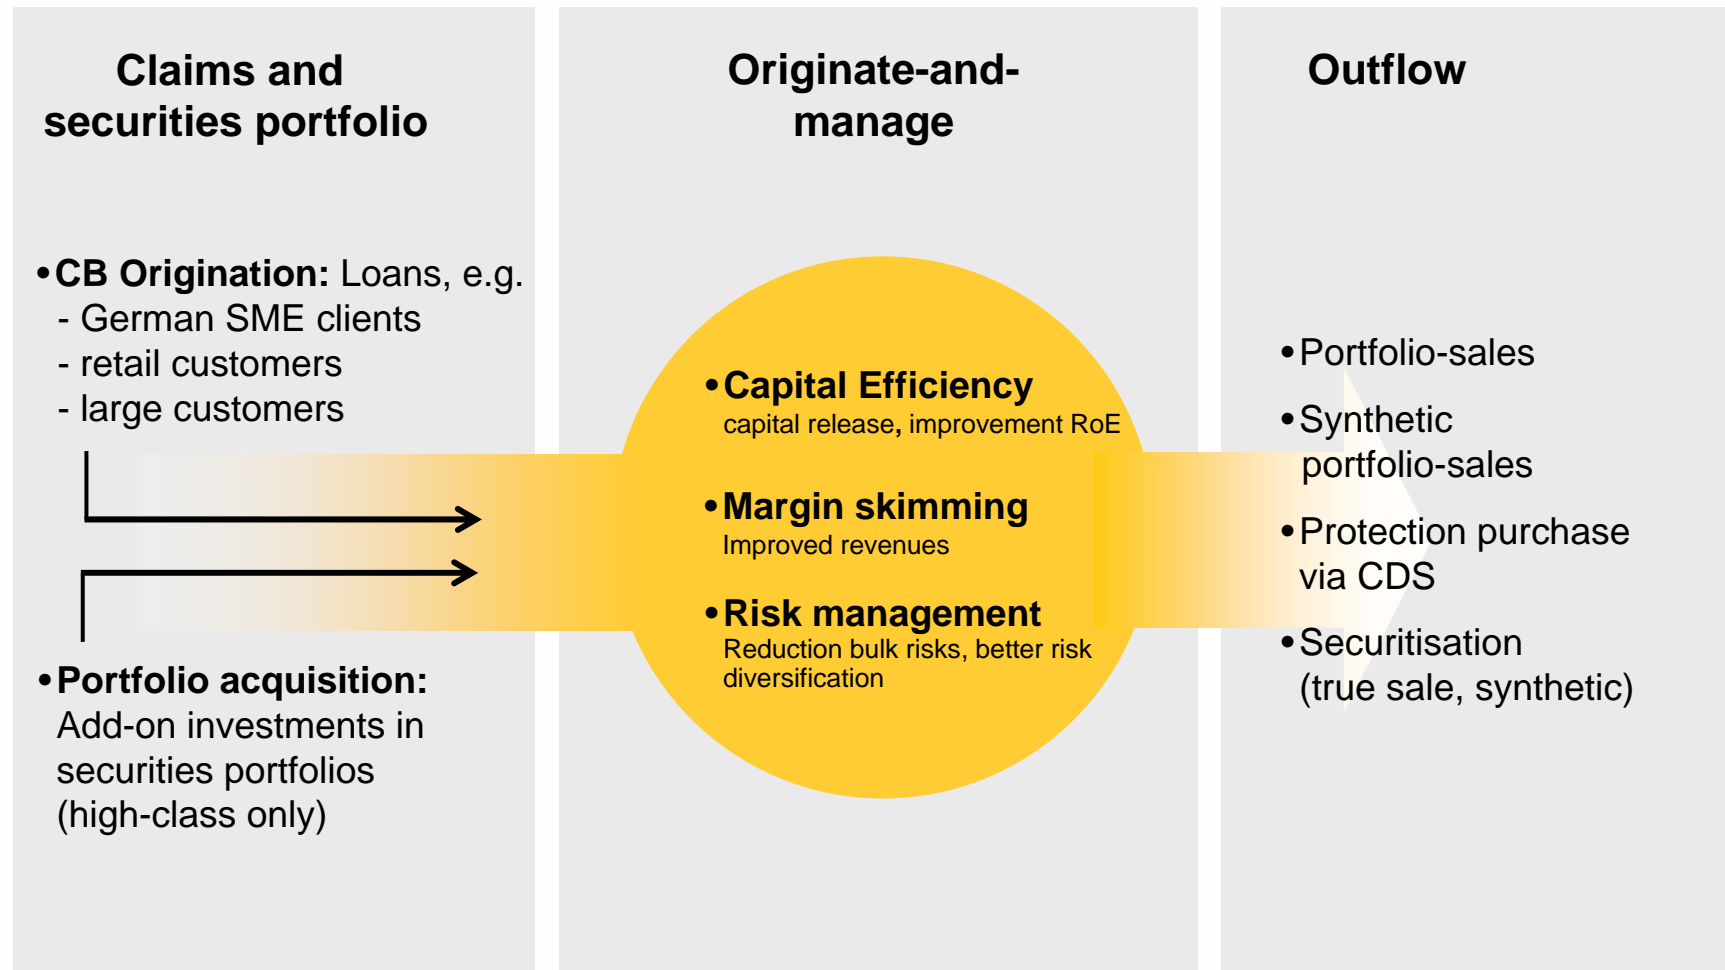 Claims and
securities portfolio
•CB Origination: Loans, e.g.
- German SME clients
- retail customers
- large customers
•Portfolio acquisition:
Add-on investments in
securities portfolios
(high-class only)
Originate-and-
manage
•Capital Efficiency
capital release, improvement RoE
•Margin skimming
Improved revenues
•Risk management
Reduction bulk risks, better risk
diversification
Outflow
•Portfolio-sales
•Synthetic
portfolio-sales
•Protection purchase
via CDS
•Securitisation
(true sale, synthetic)